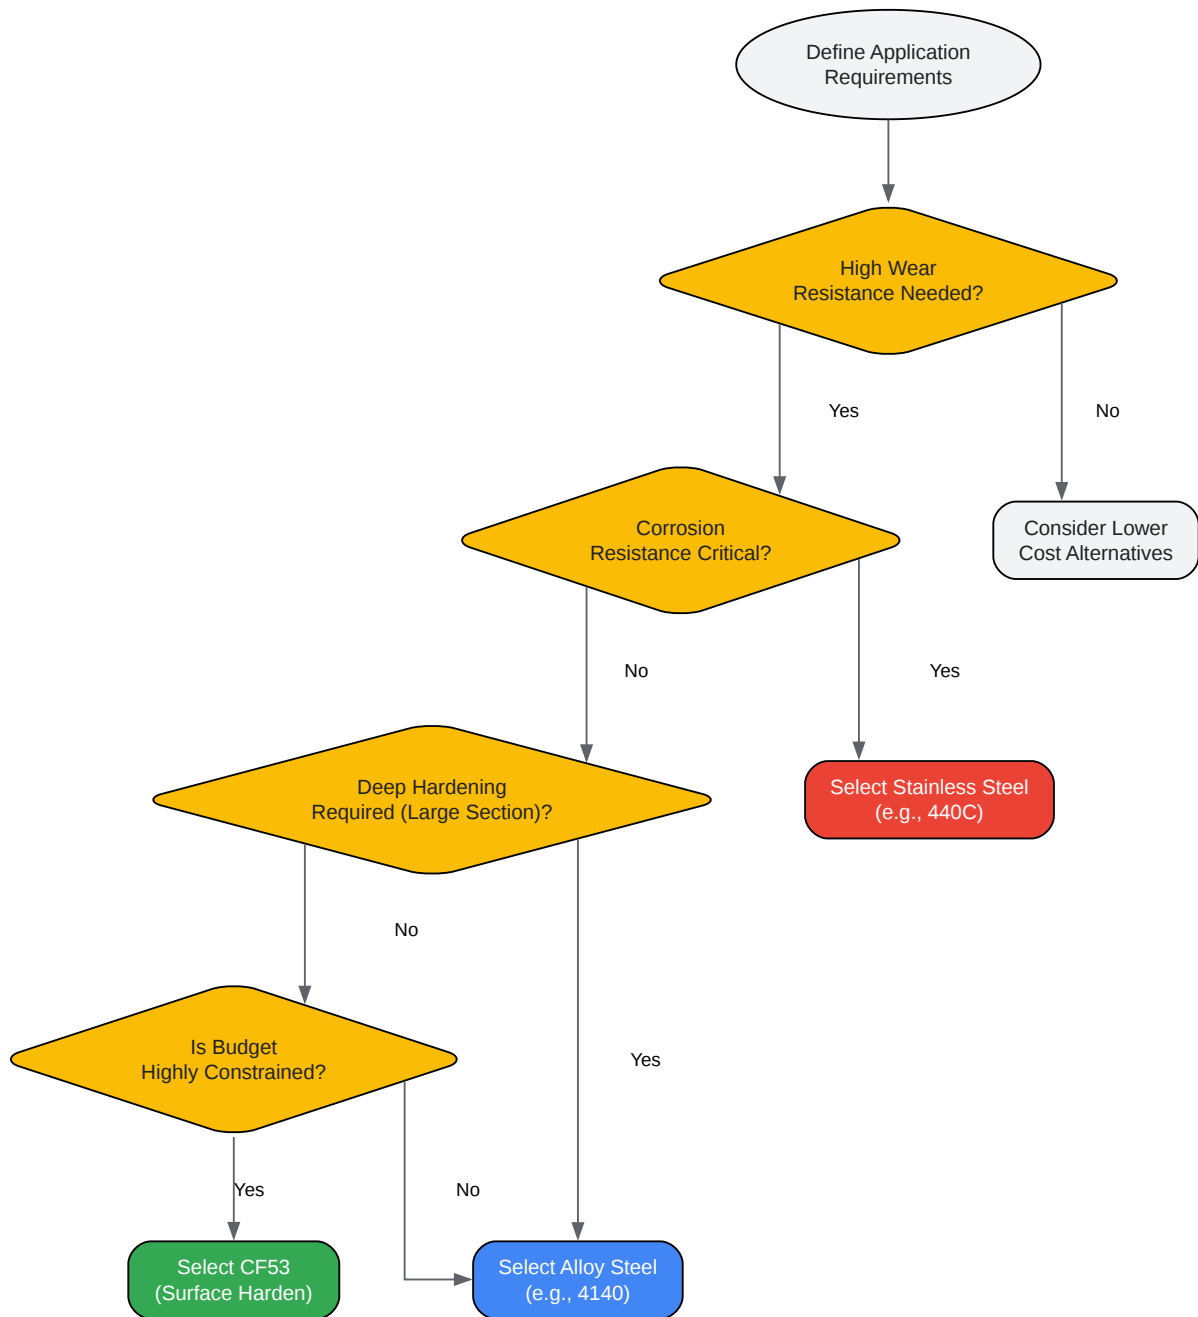 Define Application
Requirements
High Wear
Resistance Needed?
Yes
No
Corrosion
Resistance Critical?
Consider Lower
Cost Alternatives
No
Yes
Deep Hardening
Required (Large Section)?
Select Stainless Steel
(e.g., 440C)
No
Is Budget
Highly Constrained?
Yes
Yes
No
Select CF53
(Surface Harden)
Select Alloy Steel
(e.g., 4140)